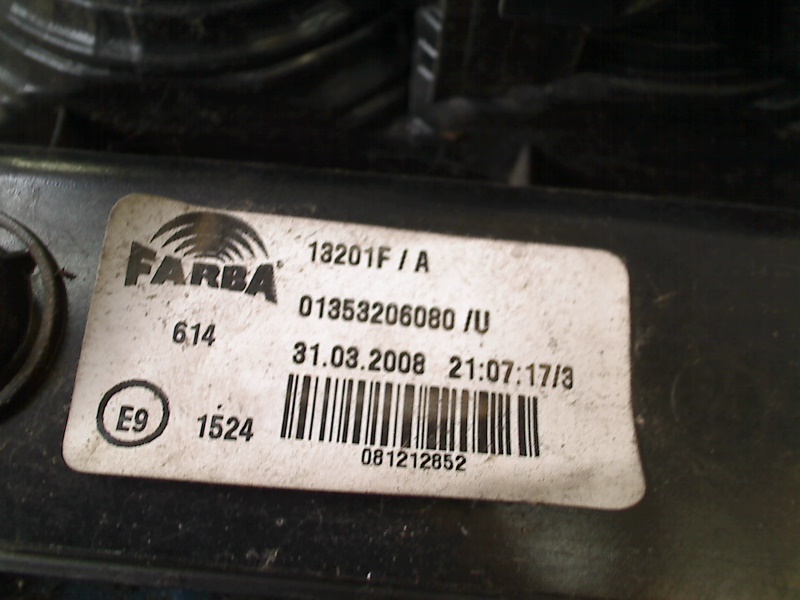 FARBA
13201F / A
01353206080 /U
614
31.03.2008 21:07:17/3
E9
1524
081212852